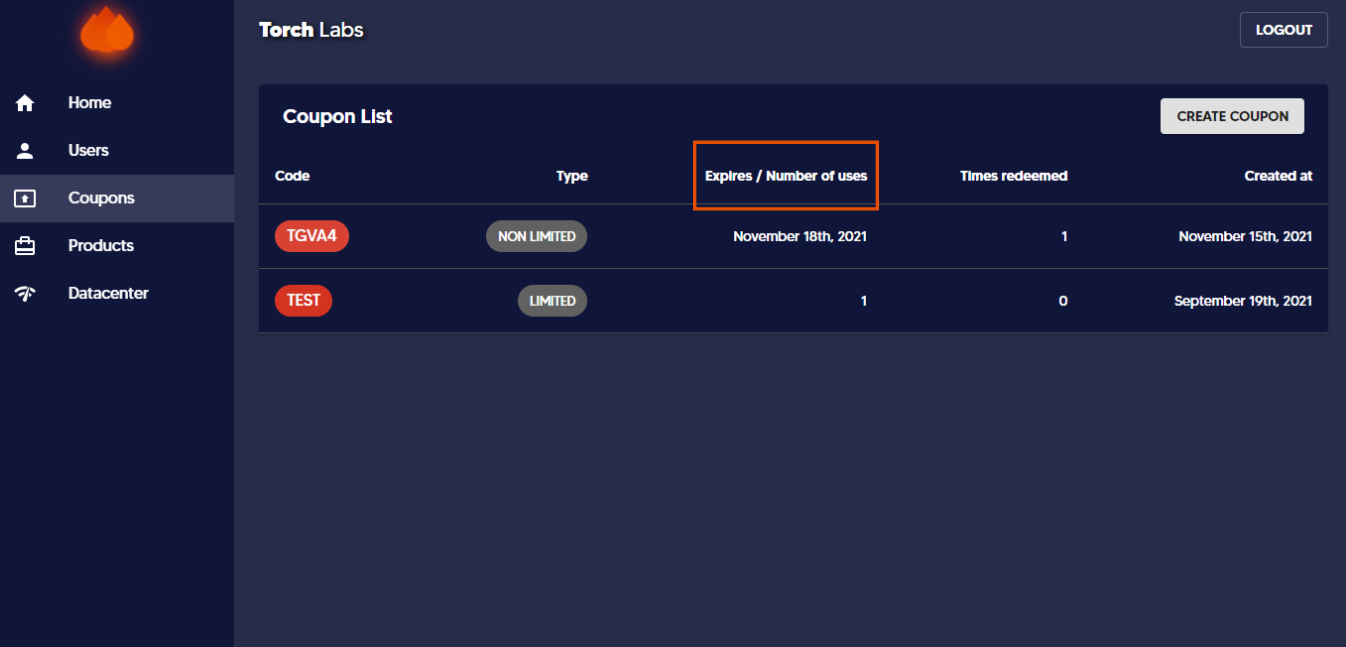 Torch Labs
LOGOUT
Home
Users
Coupons
Products
Datacenter
Coupon List
CREATE COUPON
Code Type Expires / Number of uses Times redeemed Created at
TGVA4 NON LIMITED November 18th, 2021 1 November 15th, 2021
TEST LIMITED 1 0 September 19th, 2021